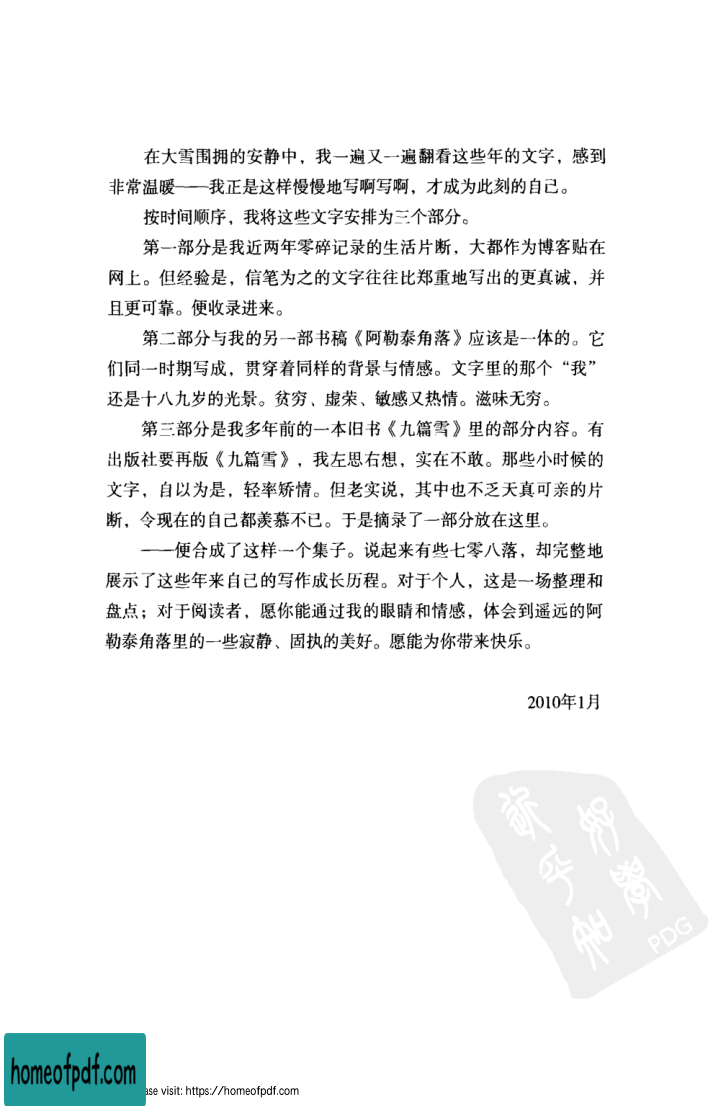 在大雪围拥的安静中，我一遍又一遍翻看这些年的文字，感到
非常温暖——我正是这样慢慢地写啊写啊，才成为此刻的自己。
按时间顺序，我将这些文字安排为三个部分。
第一部分是我近两年零碎记录的生活片断，大都作为博客贴在
网上。但经验是，信笔为之的文字往往比郑重地写出的更真诚，并
且更可靠。便收录进来。
第二部分与我的另一部书稿《阿勒泰角落》应该是一体的。它
们同一时期写成，贯穿着同样的背景与情感。文字里的那个“我”
还是十八九岁的光景。贫穷、虚荣、敏感又热情。滋味无穷。
第三部分是我多年前的一本旧书《九篇雪》里的部分内容。有
出版社要再版《九篇雪》，我左思右想，实在不敢。那些小时候的
文字，自以为是，轻率矫情。但老实说，其中也不乏天真可亲的片
断，令现在的自己都羡慕不已。于是摘录了一部分放在这里。
——便合成了这样一个集子。说起来有些七零八落，却完整地
展示了这些年来自己的写作成长历程。对于个人，这是一场整理和
盘点；对于阅读者，愿你能通过我的眼睛和情感，体会到遥远的阿
勒泰角落里的一些寂静、固执的美好。愿能为你带来快乐。
2010年1月
好学
PDG
homeofpdf.com
ase visit: https://homeofpdf.com